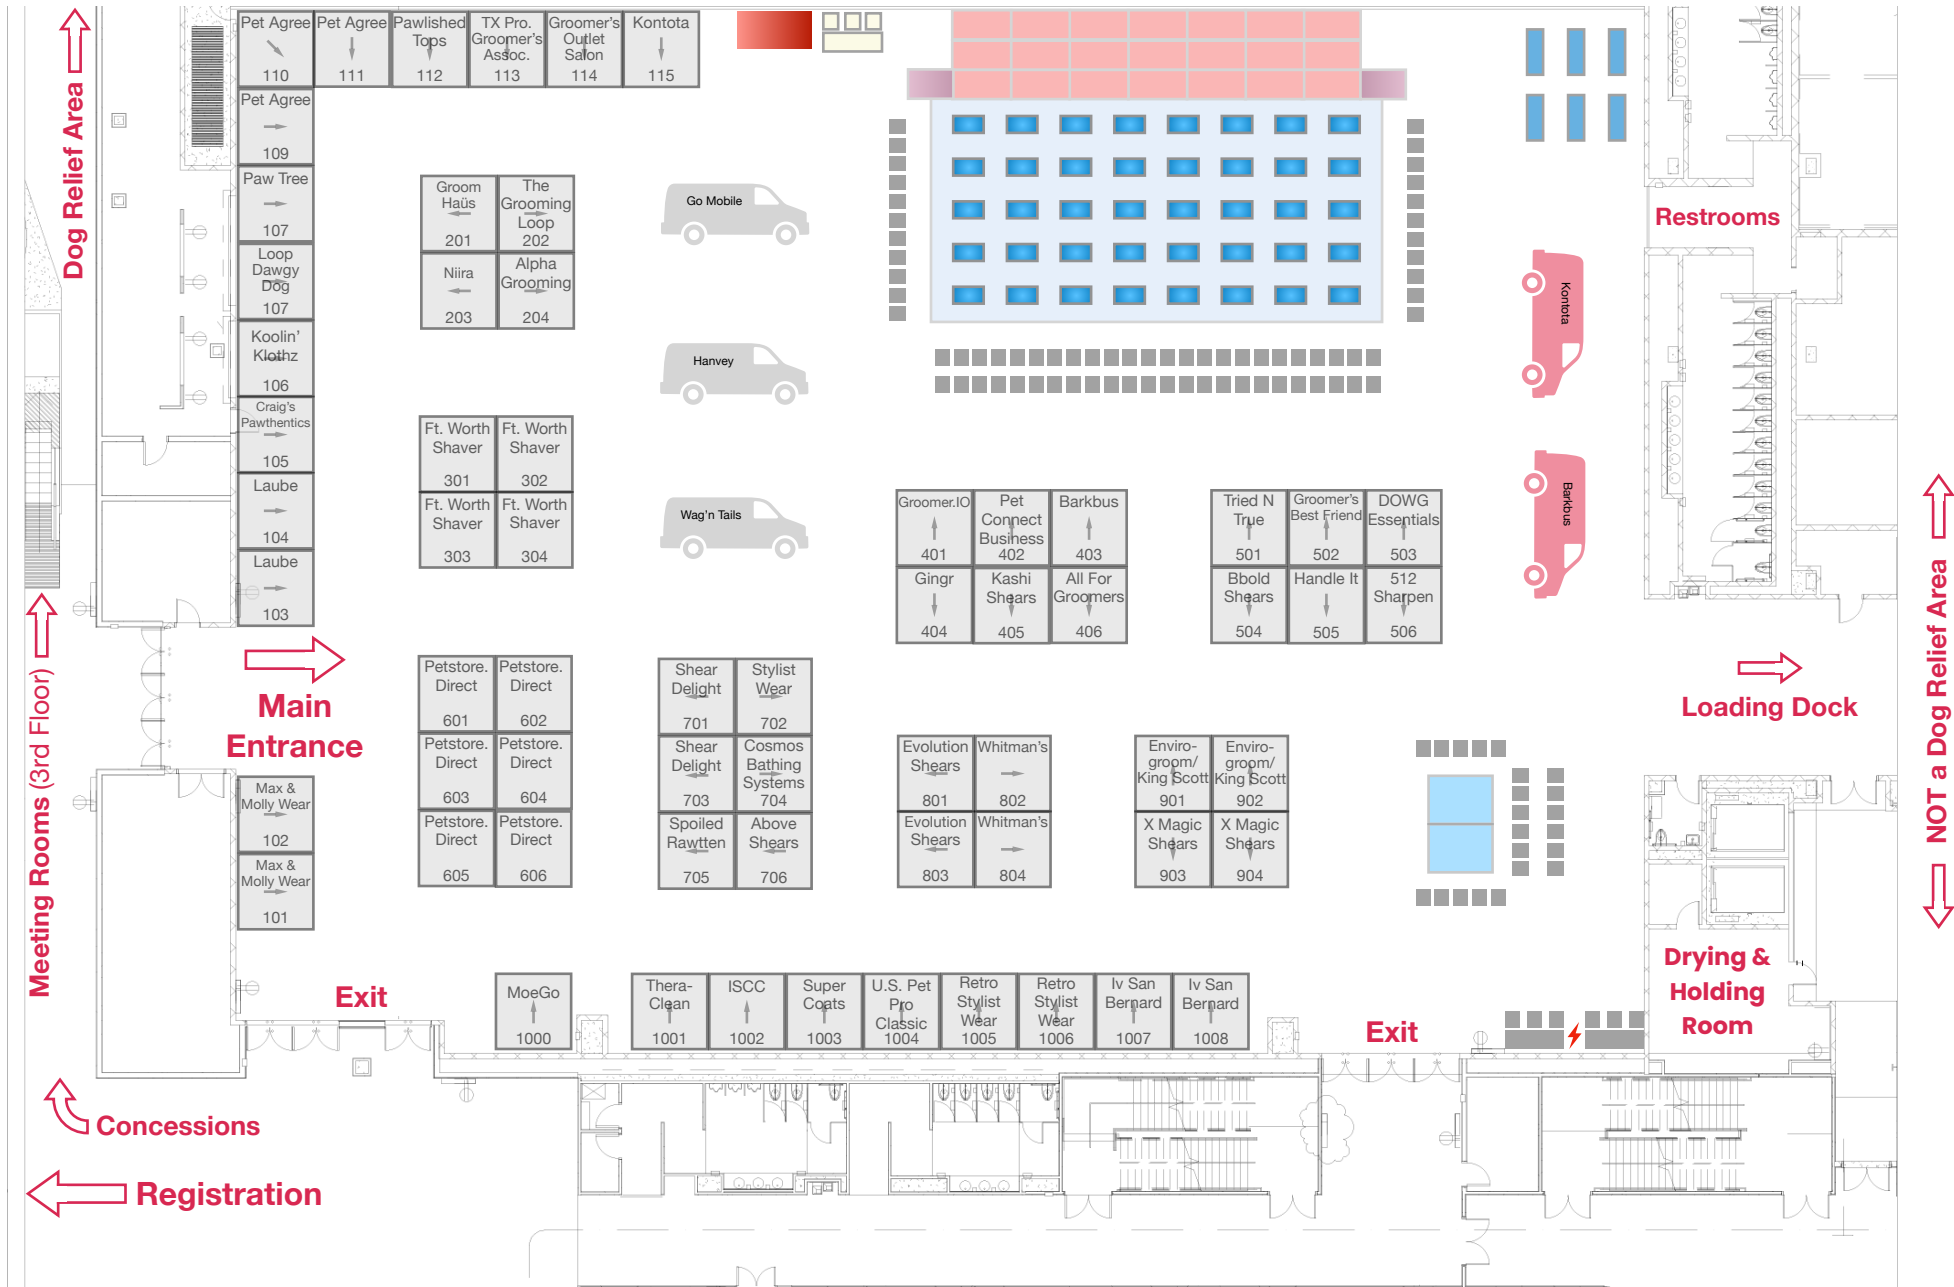 Dog Relief Area
Meeting Rooms (3rd Floor)
Pet Agree
110
Pet Agree
111
Pawlished
Tops
112
TX Pro.
Groomer's
Assoc.
113
Groomer's
Outlet
Salon
114
Kontota
115
Pet Agree
109
Paw Tree
107
Loop
Dawgy
Dog
107
Koolin'
Klothz
106
Craig's
Pawthentics
105
Laube
104
Laube
103
Main
Entrance
Max &
Molly Wear
102
Max &
Molly Wear
101
Exit
Groom
Haüs
201
The
Grooming
Loop
202
Niira
203
Alpha
Grooming
204
Ft. Worth
Shaver
301
Ft. Worth
Shaver
302
Ft. Worth
Shaver
303
Ft. Worth
Shaver
304
Go Mobile
Hanvey
Wag'n Tails
Groomer.IO
401
Pet
Connect
Business
402
Barkbus
403
Gingr
404
Kashi
Shears
405
All For
Groomers
406
Tried N
True
501
Groomer's
Best Friend
502
DOWG
Essentials
503
Bbold
Shears
504
Handle It
505
512
Sharpen
506
Kontota
Barkbus
Restrooms
Loading Dock
NOT a Dog Relief Area
Petstore.
Direct
601
Petstore.
Direct
602
Petstore.
Direct
603
Petstore.
Direct
604
Petstore.
Direct
605
Petstore.
Direct
606
Shear
Delight
701
Stylist
Wear
702
Shear
Delight
703
Cosmos
Bathing
Systems
704
Spoiled
Rawtten
705
Above
Shears
706
Evolution
Shears
801
Whitman's
802
Evolution
Shears
803
Whitman's
804
Enviro-
groom/
King Scott
901
Enviro-
groom/
King Scott
902
X Magic
Shears
903
X Magic
Shears
904
Drying &
Holding
Room
MoeGo
1000
Thera-
Clean
1001
ISCC
1002
Super
Coats
1003
U.S. Pet
Pro
Classic
1004
Retro
Stylist
Wear
1005
Retro
Stylist
Wear
1006
Iv San
Bernard
1007
Iv San
Bernard
1008
Exit
Concessions
Registration